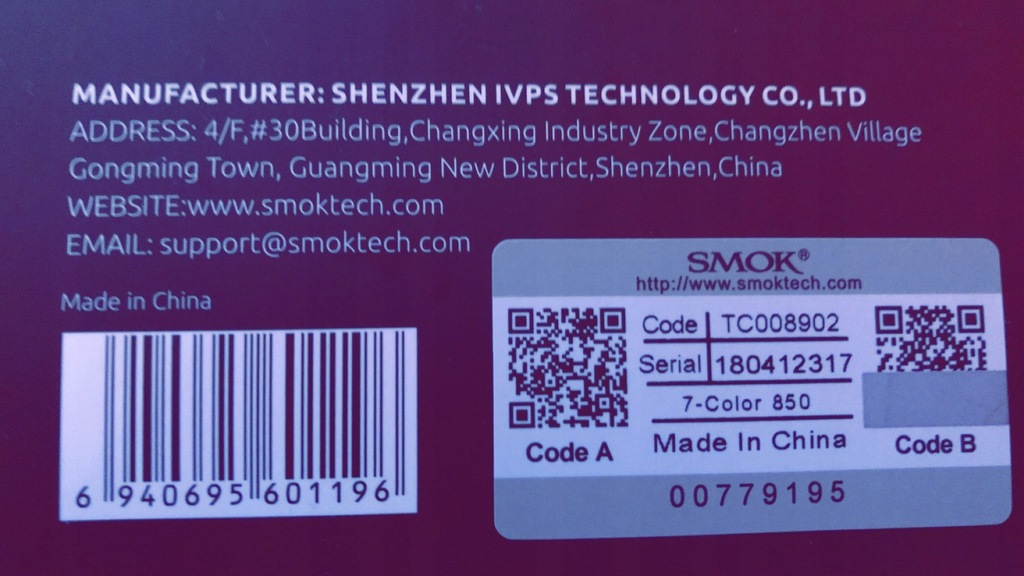 MANUFACTURER: SHENZHEN IVPS TECHNOLOGY CO., LTD
ADDRESS: 4/F,#30Building,Changxing Industry Zone,Changzhen Village
Gongming Town, Guangming New District,Shenzhen,China
WEBSITE:www.smoktech.com
EMAIL: support@smoktech.com
Made in China
6 940695 601196
SMOK®
http://www.smoktech.com
Code TC008902
Serial 180412317
7-Color 850
Made In China
Code A
Code B
00779195